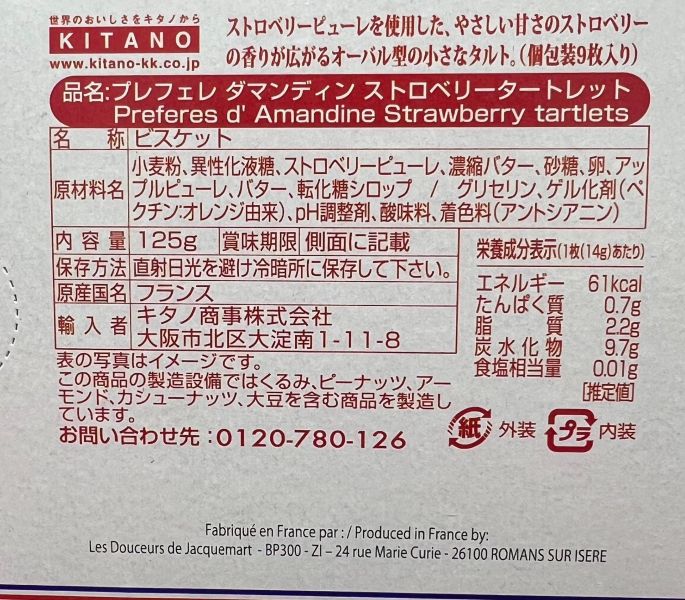 世界のおいしさをキタノから
KITANO
www.kitano-kk.co.jp
ストロベリーピューレを使用した、やさしい甘さのストロベリー
の香りが広がるオーバル型の小さなタルト。(個包装9枚入り)
品名:プレフェレ ダマンディン ストロベリータートレット
Preferes d' Amandine Strawberry tartlets
名 称 ビスケット
原材料名 小麦粉、異性化液糖、ストロベリーピューレ、濃縮バター、砂糖、卵、アッ
プルピューレ、バター、転化糖シロップ / グリセリン、ゲル化剤(ペ
クチン:オレンジ由来)、pH調整剤、酸味料、着色料(アントシアニン)
内容量 125g 賞味期限 側面に記載
保存方法 直射日光を避け冷暗所に保存して下さい。
原産国名 フランス
輸入者 キタノ商事株式会社
大阪市北区大淀南1-11-8
栄養成分表示(1枚(14g)あたり)
エネルギー 61kcal
たんぱく質 0.7g
脂 質 2.2g
炭水化物 9.7g
食塩相当量 0.01g
[推定値]
表の写真はイメージです。
この商品の製造設備ではくるみ、ピーナッツ、アー
モンド、カシューナッツ、大豆を含む商品を製造し
ています。
お問い合わせ先:0120-780-126
紙 外装 プラ 内装
Fabriqué en France par : / Produced in France by:
Les Douceurs de Jacquemart - BP300 - ZI – 24 rue Marie Curie - 26100 ROMANS SUR ISERE